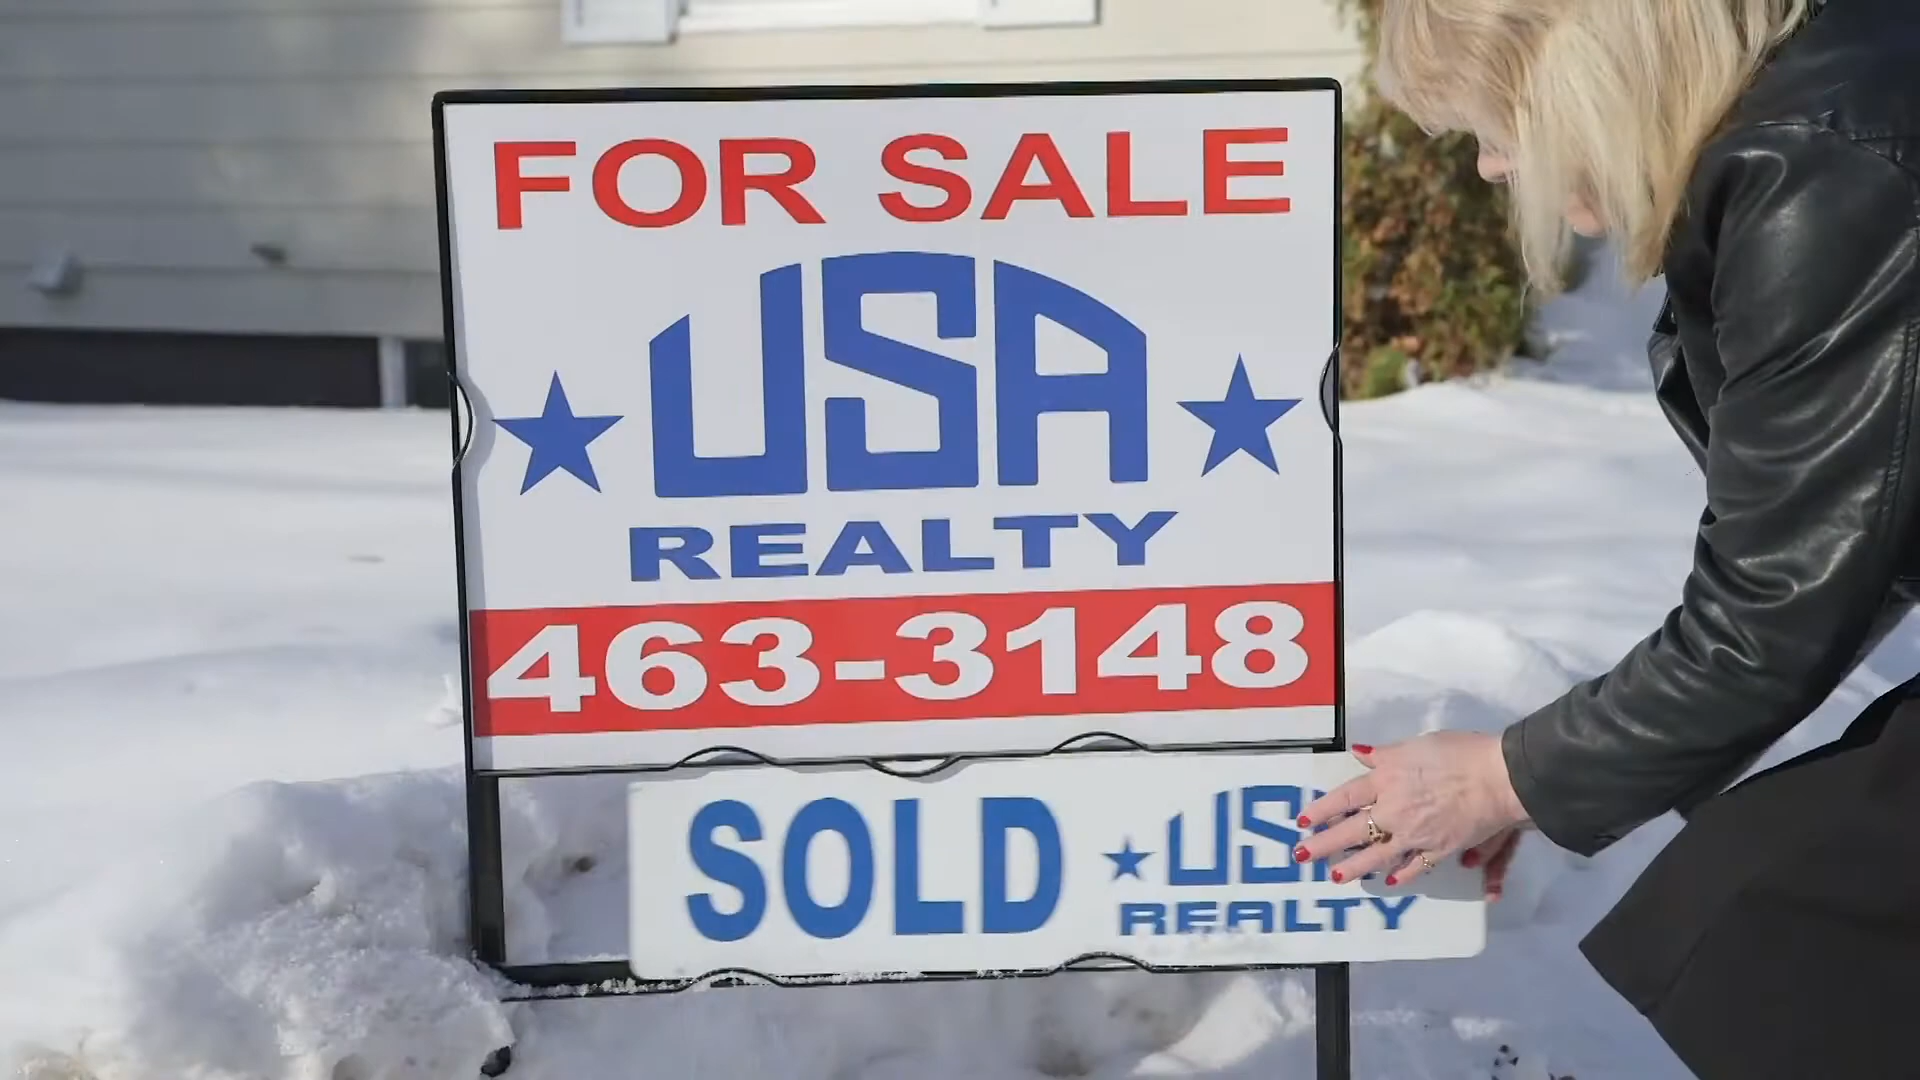 FOR SALE
USA
REALTY
463-3148
SOLD
REALTY